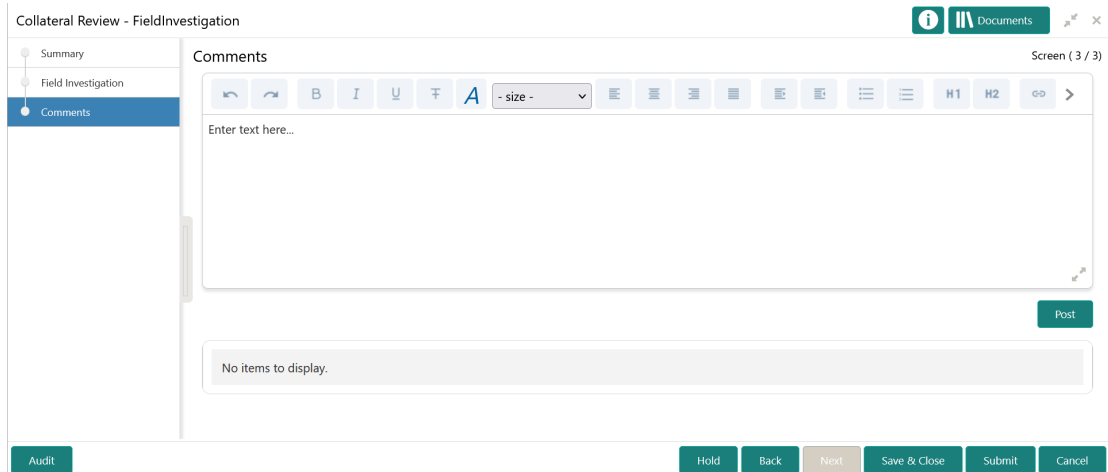 Collateral Review - FieldInvestigation
Documents
Summary
Field Investigation
Comments
Comments
Screen ( 3 / 3)
B I U T A - size - H1 H2
Enter text here...
Post
No items to display.
Audit
Hold Back Next Save & Close Submit Cancel